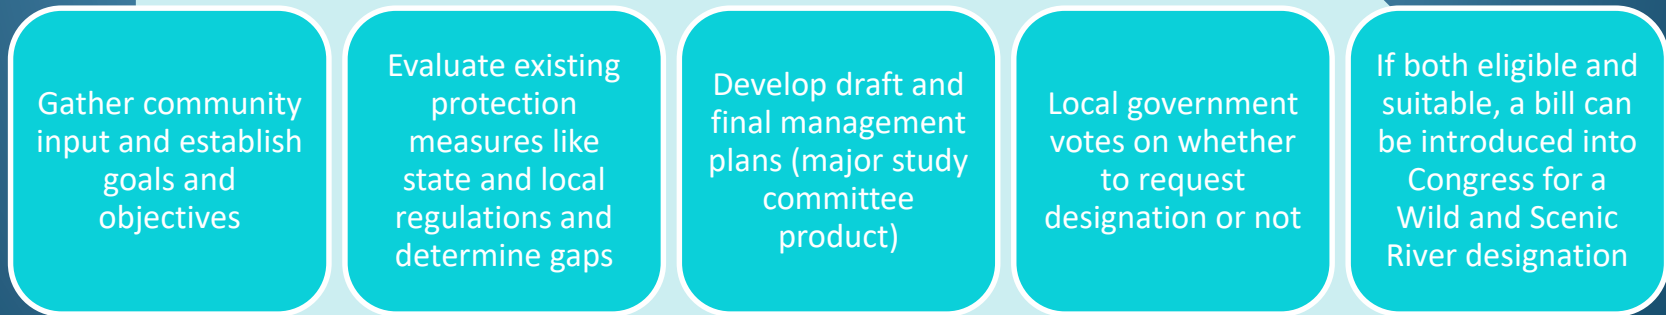 Gather community
input and establish
goals and
objectives
Evaluate existing
protection
measures like
state and local
regulations and
determine gaps
Develop draft and
final management
plans (major study
committee
product)
Local government
votes on whether
to request
designation or not
If both eligible and
suitable, a bill can
be introduced into
Congress for a
Wild and Scenic
River designation